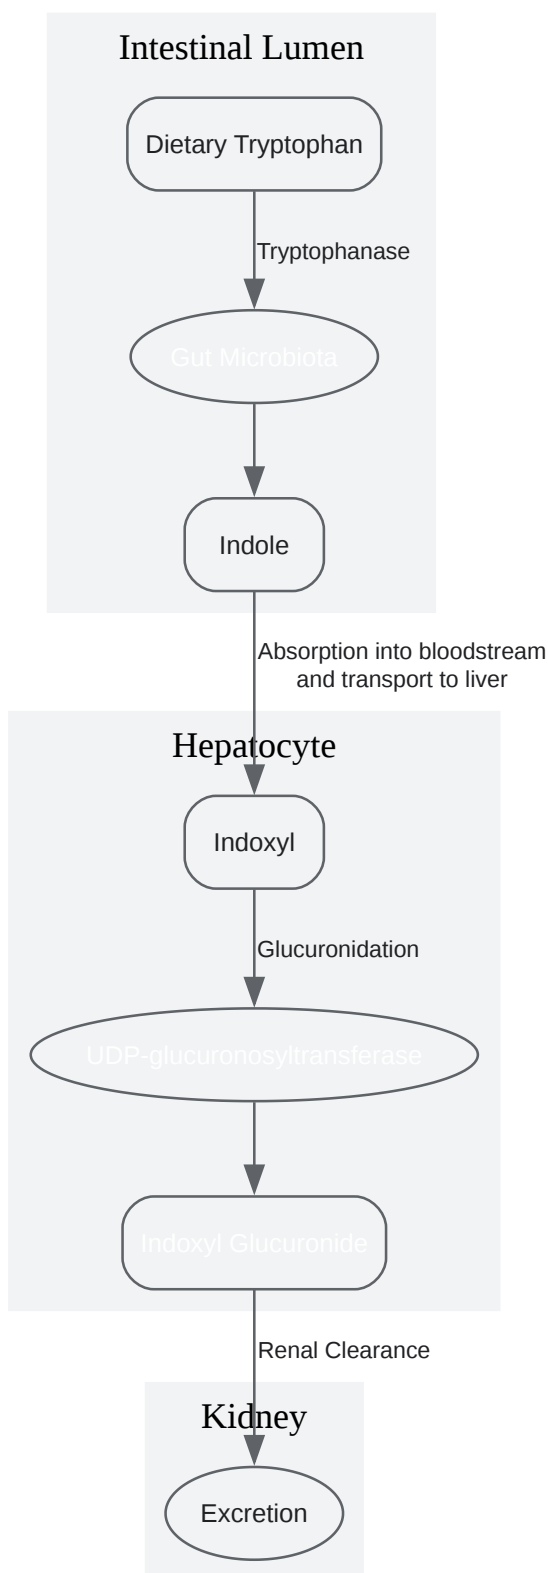 Intestinal Lumen
Dietary Tryptophan
Tryptophanase
Gut Microbiota
Indole
Absorption into bloodstream
and transport to liver
Hepatocyte
Indoxyl
Glucuronidation
UDP-glucuronosyltransferase
Indoxyl Glucuronide
Renal Clearance
Kidney
Excretion